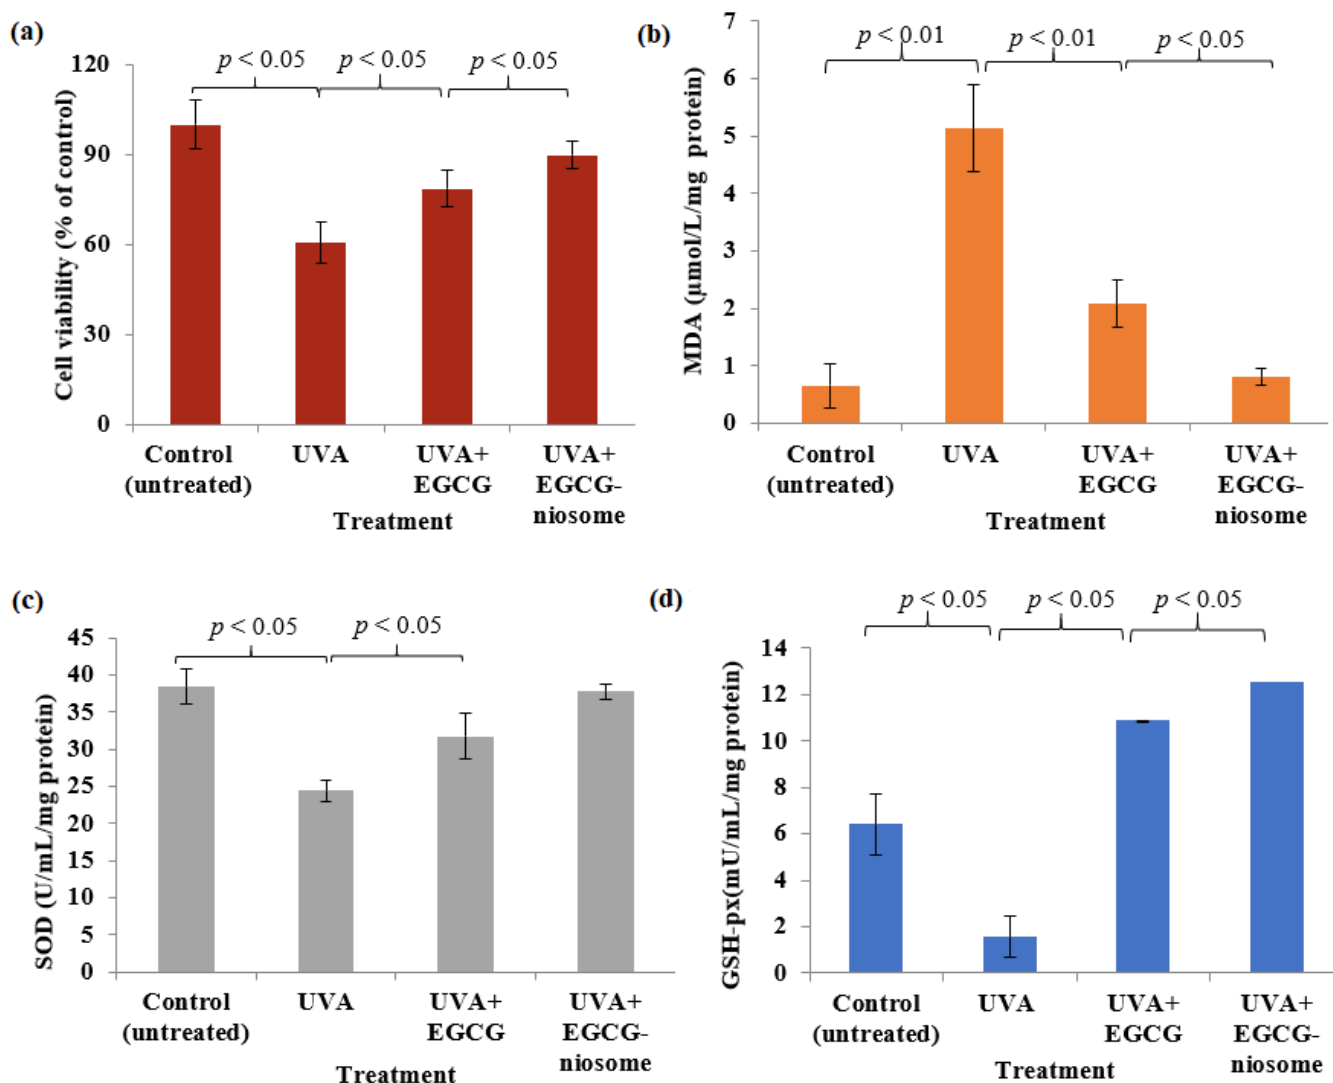 (a)
p < 0.05
p < 0.05
p < 0.05
Cell viability (% of control)
120
90
60
30
0
Control
(untreated)
UVA
UVA+
EGCG
UVA+
EGCG-
niosome
Treatment
(b)
p < 0.01
p < 0.01
p < 0.05
MDA (µmol/L/mg protein)
7
6
5
4
3
2
1
0
Control
(untreated)
UVA
UVA+
EGCG
UVA+
EGCG-
niosome
Treatment
(c)
p < 0.05
p < 0.05
SOD (U/mL/mg protein)
45
40
35
30
25
20
15
10
5
0
Control
(untreated)
UVA
UVA+
EGCG
UVA+
EGCG-
niosome
Treatment
(d)
p < 0.05
p < 0.05
p < 0.05
GSH-px(mU/mL/mg protein)
14
12
10
8
6
4
2
0
Control
(untreated)
UVA
UVA+
EGCG
UVA+
EGCG-
niosome
Treatment